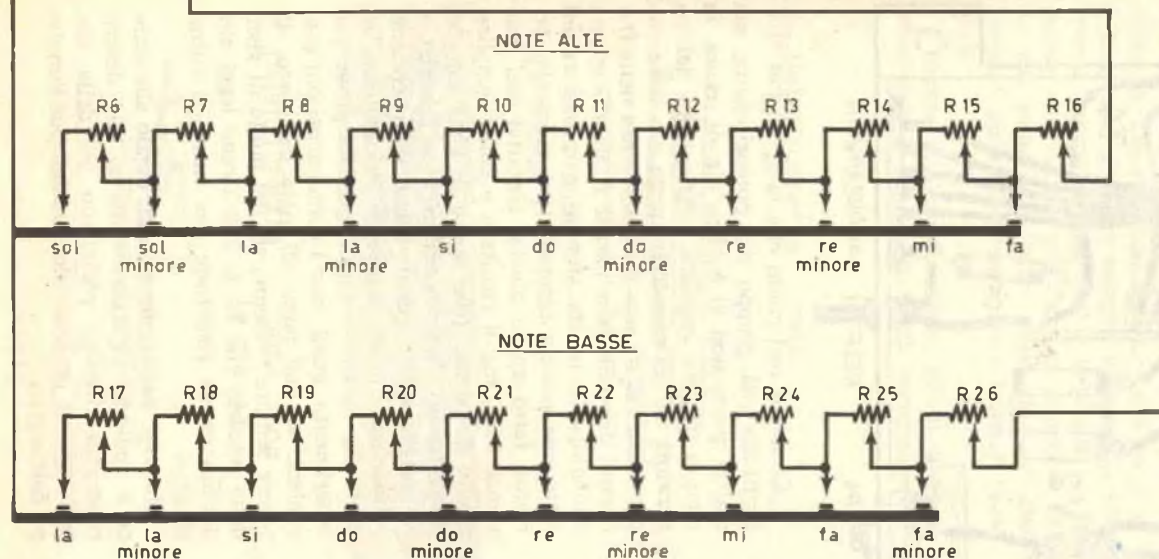 NOTE ALTE
R6 R7 R8 R9 R10 R11 R12 R13 R14 R15 R16
sol sol la la si do do re re mi fa
minore minore minore minore
NOTE BASSE
R17 R18 R19 R20 R21 R22 R23 R24 R25 R26
la la si do do re re mi fa fa
minore minore minore minore